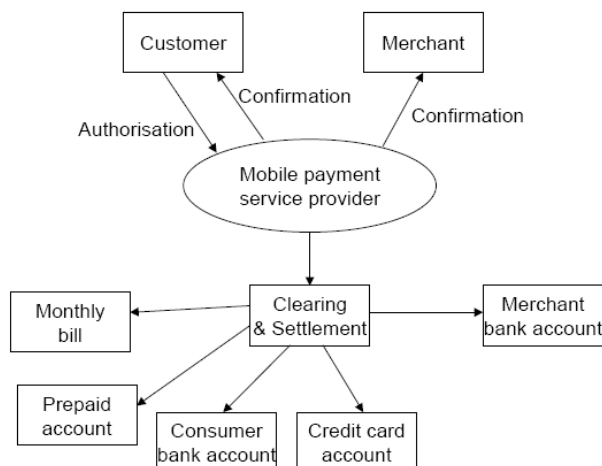 Customer
Merchant
Confirmation
Authorisation
Confirmation
Mobile payment
service provider
Monthly
bill
Clearing
& Settlement
Merchant
bank account
Prepaid
account
Consumer
bank account
Credit card
account